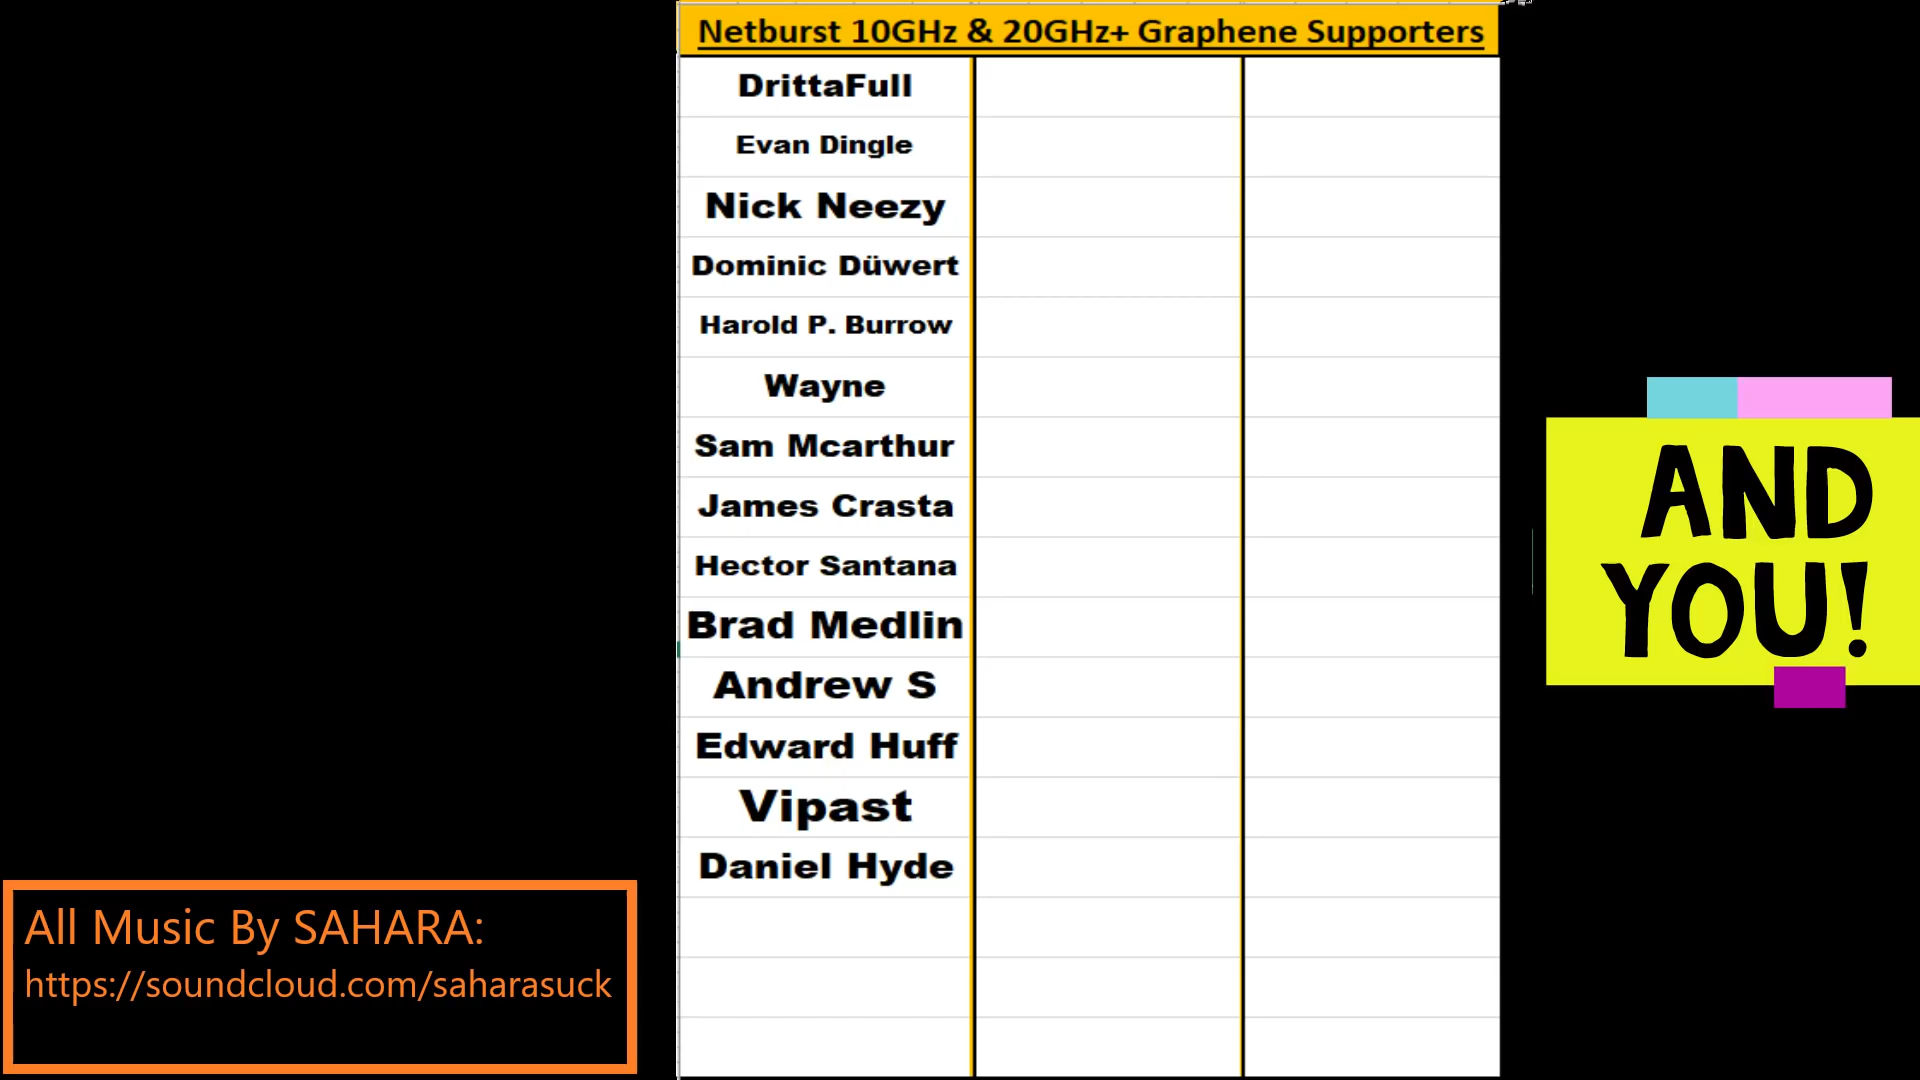 Netburst 10GHz & 20GHz+ Graphene Supporters
DrittaFull
Evan Dingle
Nick Neezy
Dominic Düwert
Harold P. Burrow
Wayne
Sam Mcarthur
James Crasta
Hector Santana
Brad Medlin
Andrew S
Edward Huff
Vipast
Daniel Hyde
AND
YOU!
All Music By SAHARA:
https://soundcloud.com/saharasuck